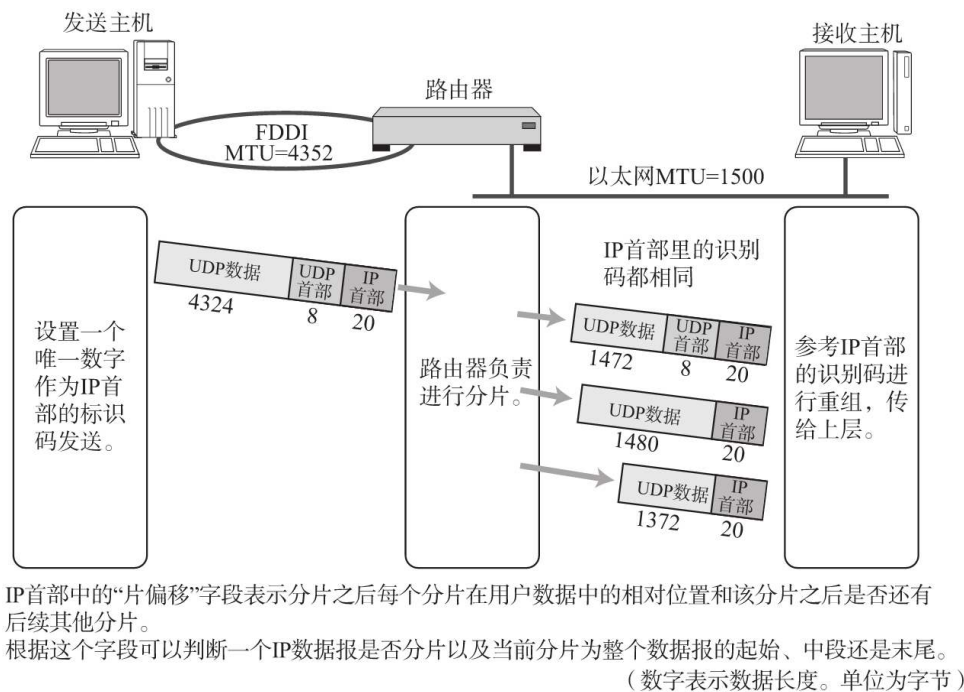 发送主机
接收主机
路由器
FDDI
MTU=4352
以太网MTU=1500
设置一个
唯一数字
作为IP首
部的标识
码发送。
UDP数据
UDP
首部
IP
首部
4324
8
20
路由器负责
进行分片。
IP首部里的识别
码都相同
UDP数据
UDP
首部
IP
首部
1472
8
20
UDP数据
IP
首部
1480
20
UDP数据
IP
首部
1372
20
参考IP首部
的识别码进
行重组，传
给上层。
IP首部中的“片偏移”字段表示分片之后每个分片在用户数据中的相对位置和该分片之后是否还有
后续其他分片。
根据这个字段可以判断一个IP数据报是否分片以及当前分片为整个数据报的起始、中段还是末尾。
（数字表示数据长度。单位为字节）